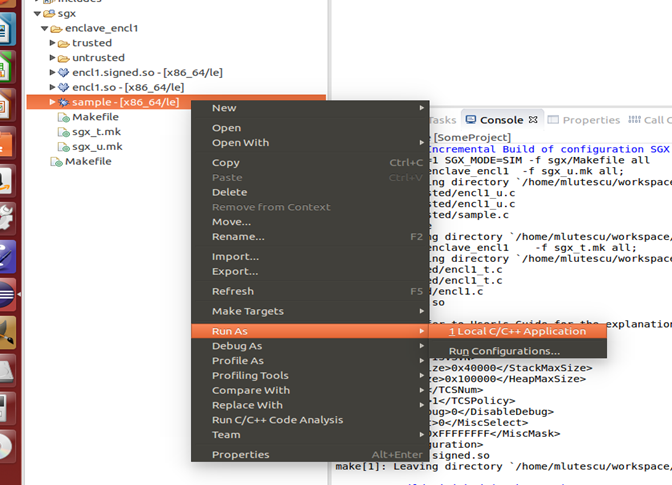 includes
sgx
enclave_encl1
trusted
untrusted
encl1.signed.so - [x86_64/le]
encl1.so - [x86_64/le]
sample - [x86_64/le]
Makefile
sgx_t.mk
sgx_u.mk
Makefile
New
Open
Open With
Copy Ctrl+C
Paste Ctrl+V
Delete
Remove from Context
Move...
Rename... F2
Import...
Export...
Refresh F5
Make Targets
Run As
Debug As
Profile As
Profiling Tools
Compare With
Replace With
Run C/C++ Code Analysis
Team
Properties Alt+Enter
1 Local C/C++ Application
Run Configurations...
Tasks Console Properties Call
[SomeProject]
Incremental Build of configuration SGX
=1 SGX_MODE=SIM -f sgx/Makefile all
enclave_encl1 -f sgx_u.mk all;
ing directory `/home/mlutescu/workspace
sted/encl1_u.c
sted/encl1_u.c
sted/sample.c
e
ing directory `/home/mlutescu/workspace/
enclave_encl1 -f sgx_t.mk all;
ing directory `/home/mlutescu/workspace/
ed/encl1_t.c
ed/encl1_t.c
ed/encl1.c
so
er to User's Guide for the explanation
ize>0x40000</StackMaxSize>
ize>0x100000</HeapMaxSize>
</TCSNum>
>1</TCSPolicy>
bug>0</DisableDebug>
t>0</MiscSelect>
0xFFFFFFFF</MiscMask>
guration>
signed.so
make[1]: Leaving directory `/home/mlutescu/workspace/